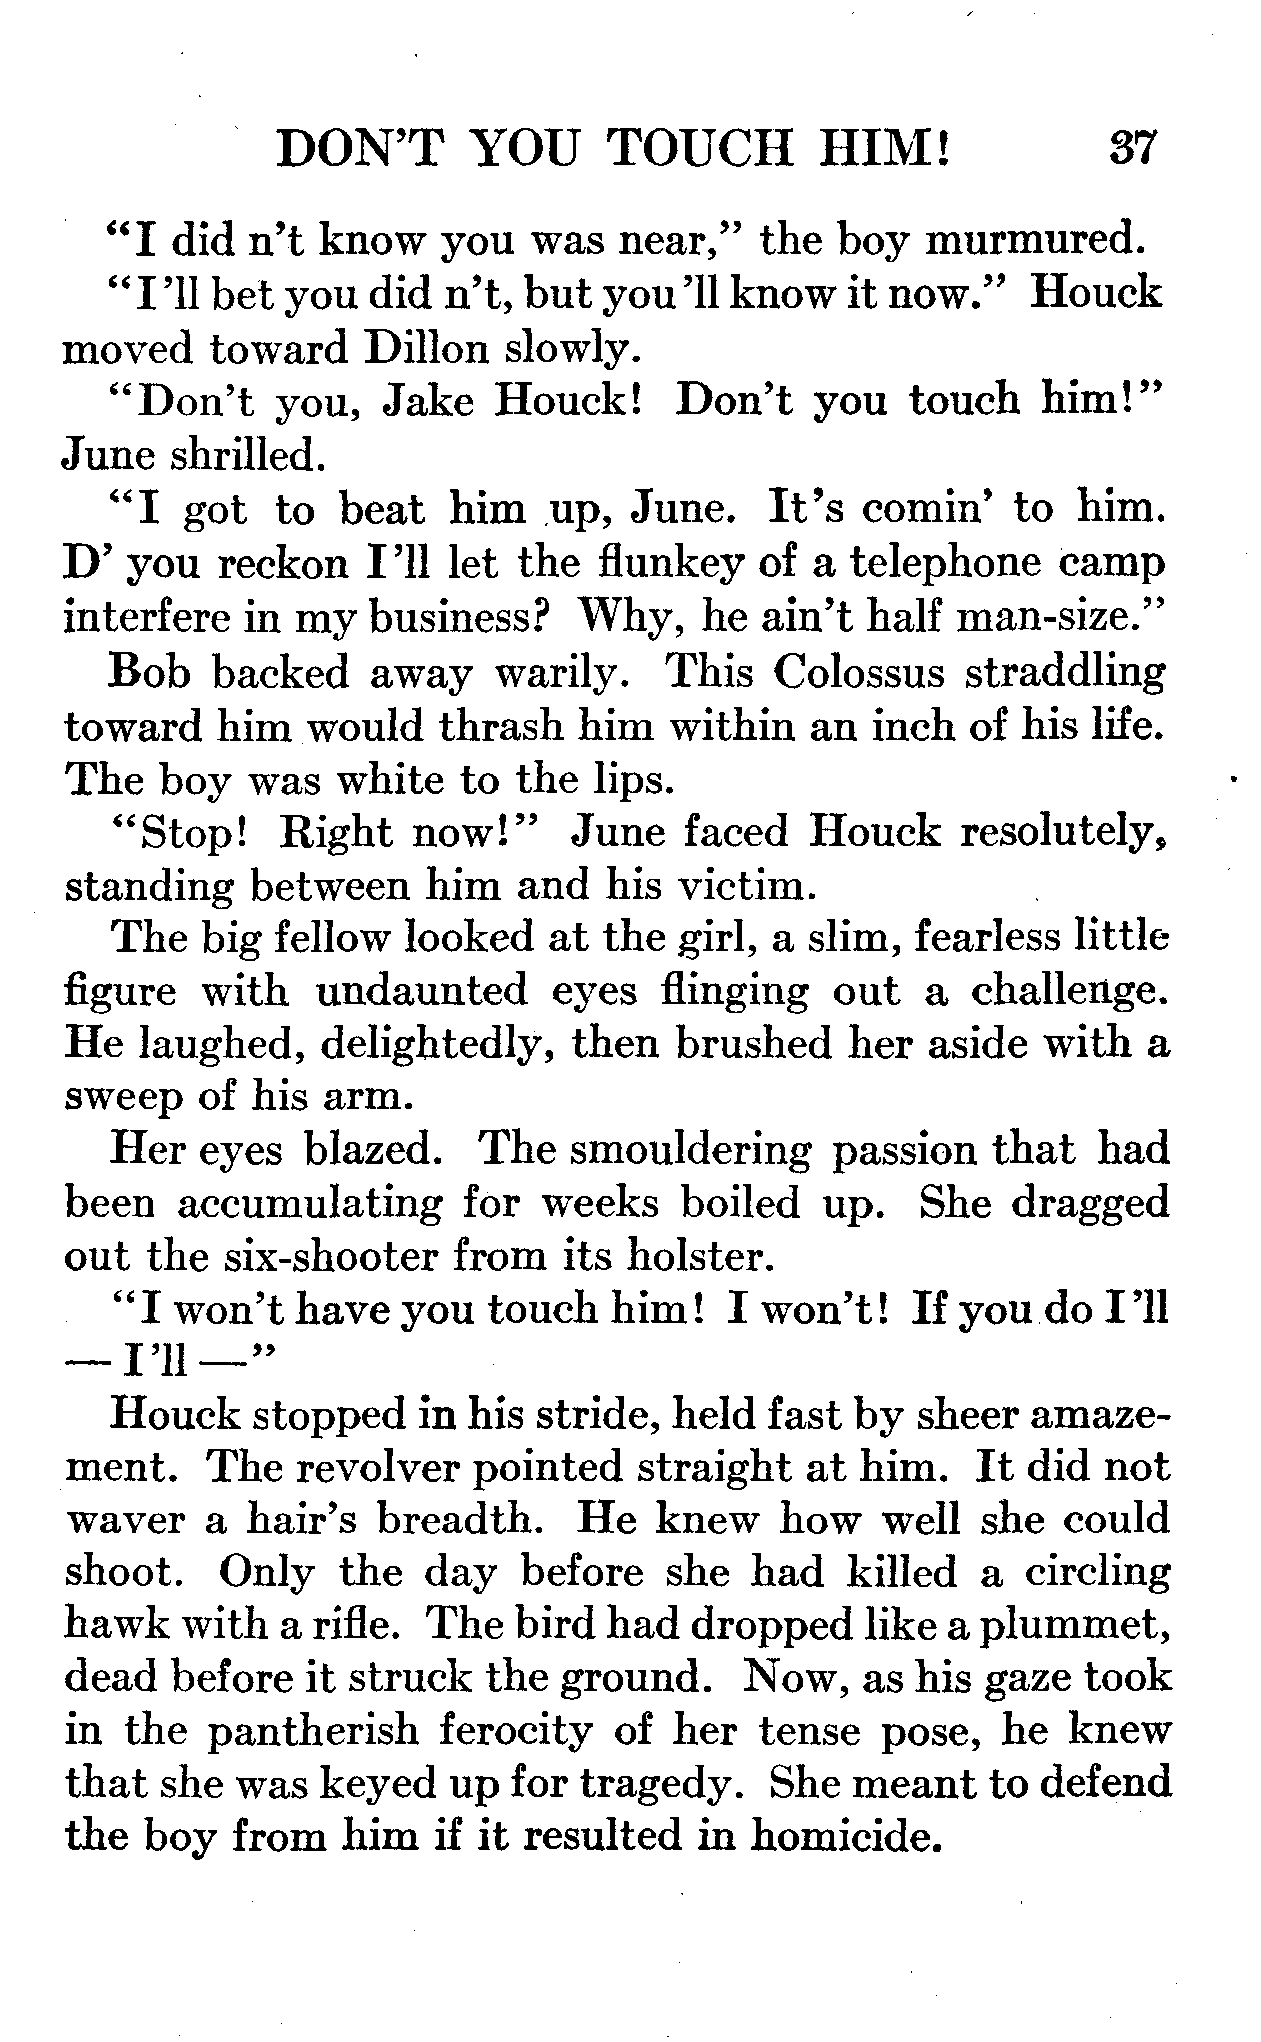 DON'T YOU TOUCH HIM! 37
"I did n't know you was near," the boy murmured.
"I'll bet you did n't, but you'll know it now." Houck
moved toward Dillon slowly.
"Don't you, Jake Houck! Don't you touch him!"
June shrilled.
"I got to beat him up, June. It's comin' to him.
D' you reckon I'll let the flunkey of a telephone camp
interfere in my business? Why, he ain't half man-size."
Bob backed away warily. This Colossus straddling
toward him would thrash him within an inch of his life.
The boy was white to the lips.
"Stop! Right now!" June faced Houck resolutely,
standing between him and his victim.
The big fellow looked at the girl, a slim, fearless little
figure with undaunted eyes flinging out a challenge.
He laughed, delightedly, then brushed her aside with a
sweep of his arm.
Her eyes blazed. The smouldering passion that had
been accumulating for weeks boiled up. She dragged
out the six-shooter from its holster.
"I won't have you touch him! I won't! If you do I'll
— I'll —"
Houck stopped in his stride, held fast by sheer amaze-
ment. The revolver pointed straight at him. It did not
waver a hair's breadth. He knew how well she could
shoot. Only the day before she had killed a circling
hawk with a rifle. The bird had dropped like a plummet,
dead before it struck the ground. Now, as his gaze took
in the pantherish ferocity of her tense pose, he knew
that she was keyed up for tragedy. She meant to defend
the boy from him if it resulted in homicide.